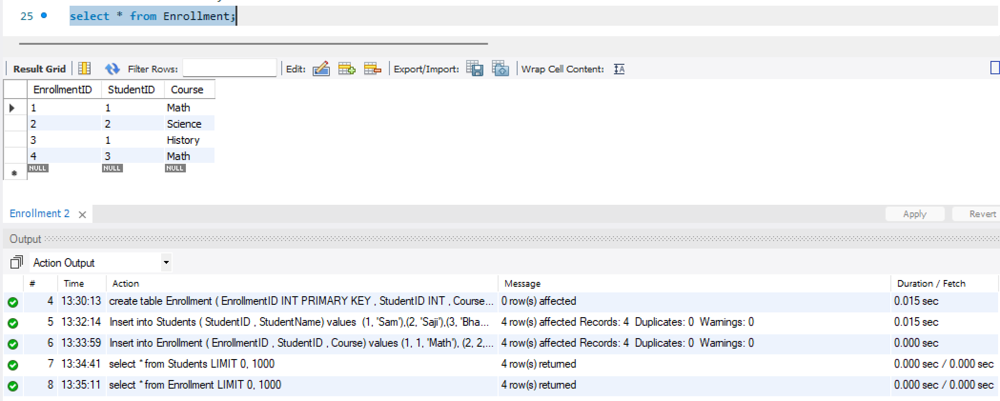 25 select * from Enrollment;
Result Grid Filter Rows: Edit: Export/Import: Wrap Cell Content: IA
EnrollmentID StudentID Course
1 1 Math
2 2 Science
3 1 History
4 3 Math
NULL NULL NULL
Enrollment 2 Apply Revert
Output
Action Output
# Time Action Message Duration / Fetch
4 13:30:13 create table Enrollment ( EnrollmentID INT PRIMARY KEY , StudentID INT , Course... 0 row(s) affected 0.015 sec
5 13:32:14 Insert into Students ( StudentID , StudentName) values (1, "Sam"),(2, "Saji"),(3, "Bha... 4 row(s) affected Records: 4 Duplicates: 0 Warnings: 0 0.015 sec
6 13:33:59 Insert into Enrollment ( EnrollmentID , StudentID , Course) values (1, 1, "Math"), (2, 2,... 4 row(s) affected Records: 4 Duplicates: 0 Warnings: 0 0.000 sec
7 13:34:41 select * from Students LIMIT 0, 1000 4 row(s) returned 0.000 sec / 0.000 sec
8 13:35:11 select * from Enrollment LIMIT 0, 1000 4 row(s) returned 0.000 sec / 0.000 sec